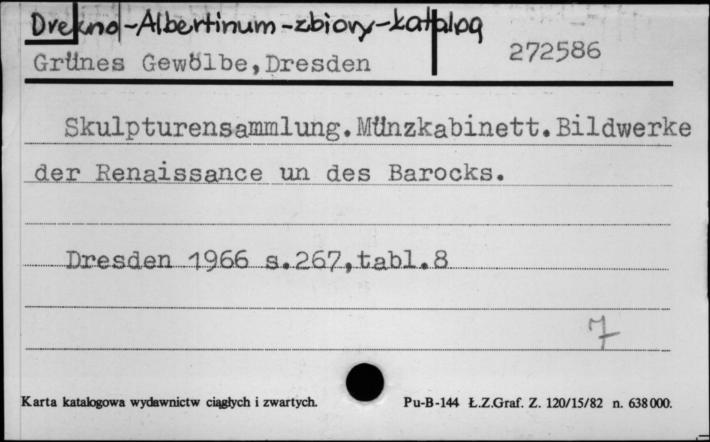 Drezno-Albertinum-zbiory-katalog
Grünes Gewölbe,Dresden
272586
Skulpturensammlung.Münzkabinett.Bildwerke
der Renaissance un des Barocks.
Dresden 1966 s.267,tabl.8
7
Karta katalogowa wydawnictw ciągłych i zwartych.
Pu-B-144 Ł.Z.Graf. Z. 120/15/82 n. 638000.